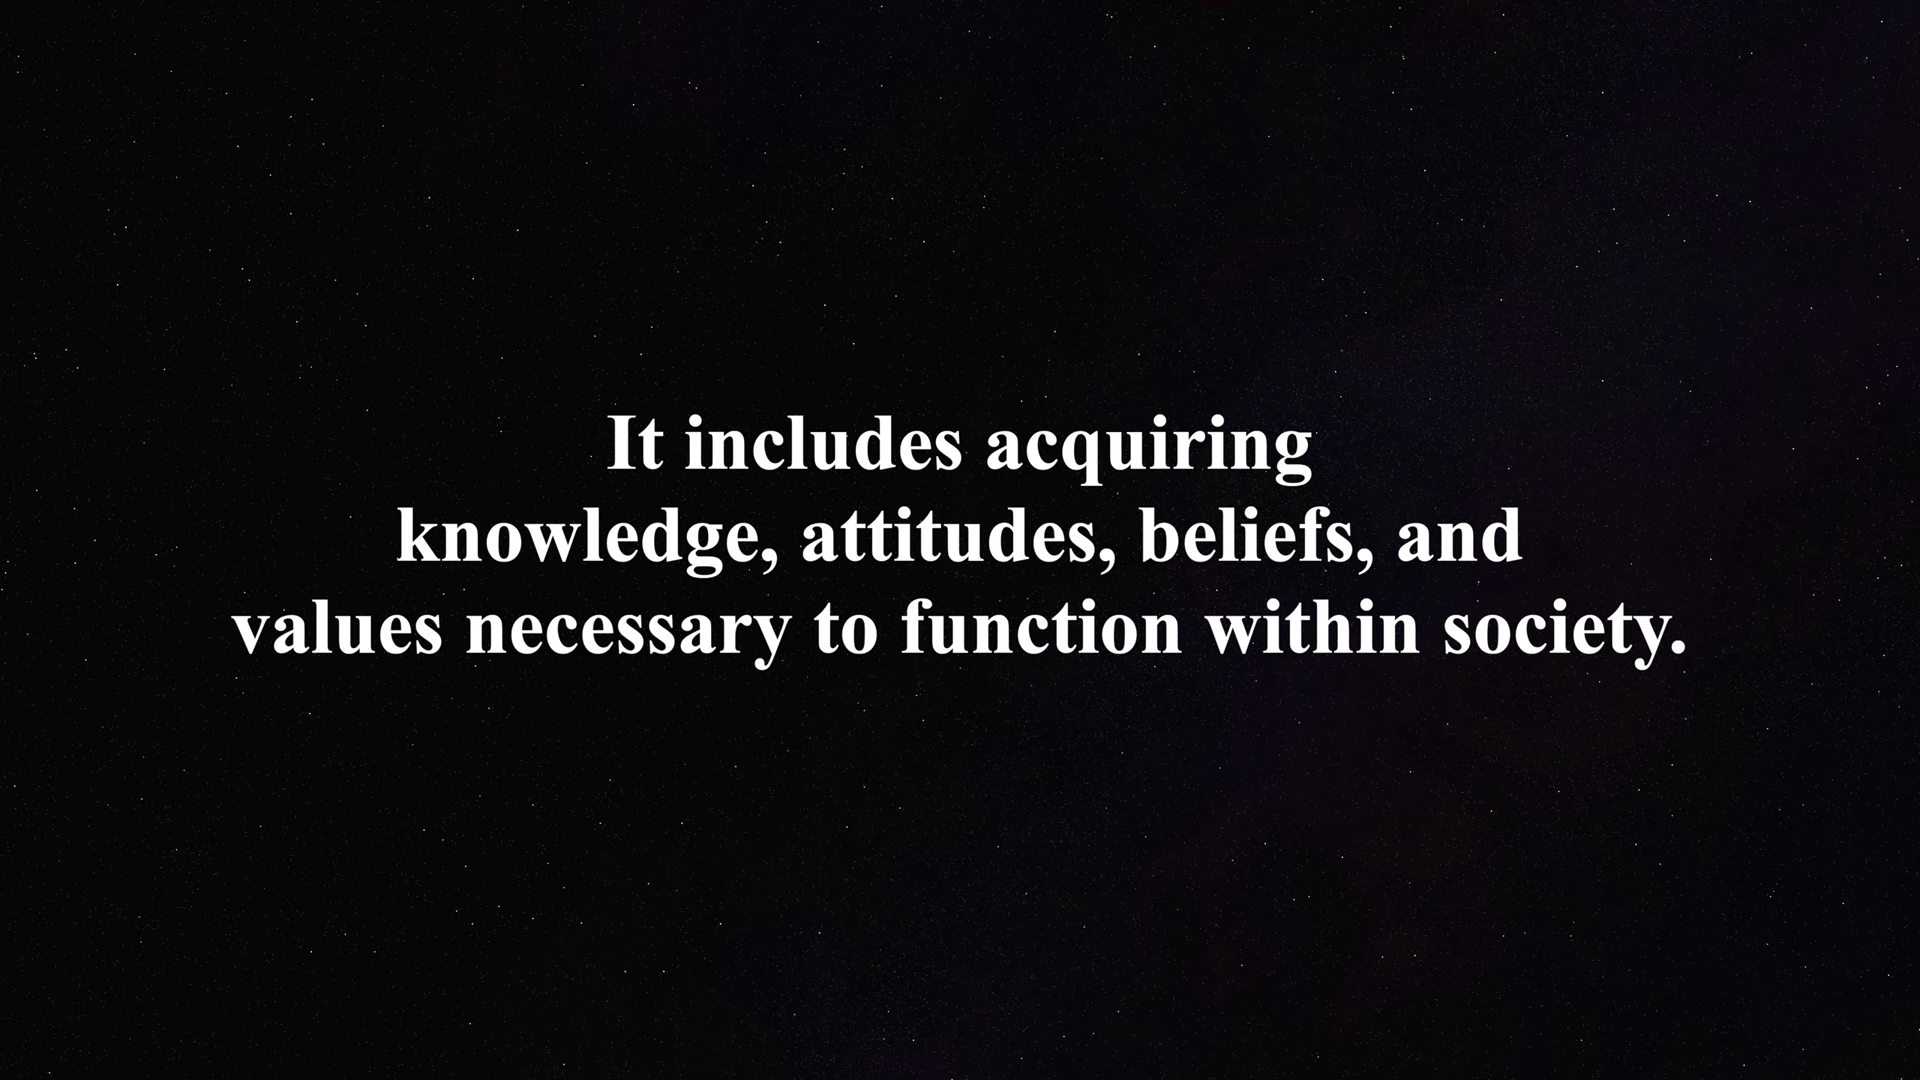 It includes acquiring
knowledge, attitudes, beliefs, and
values necessary to function within society.